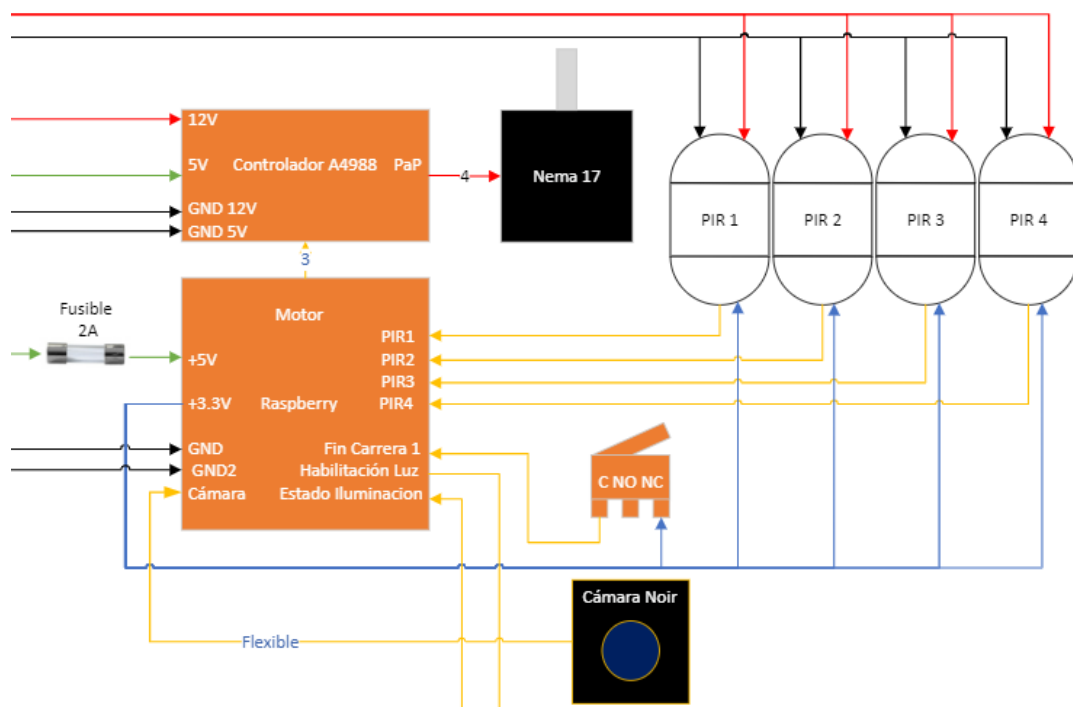 12V
5V
Controlador A4988
PaP
GND 12V
GND 5V
4
Nema 17
PIR 1
PIR 2
PIR 3
PIR 4
3
Fusible
2A
Motor
PIR1
PIR2
+5V
PIR3
+3.3V
Raspberry
PIR4
GND
Fin Carrera 1
GND2
Habilitación Luz
Cámara
Estado Iluminacion
C NO NC
Cámara Noir
Flexible